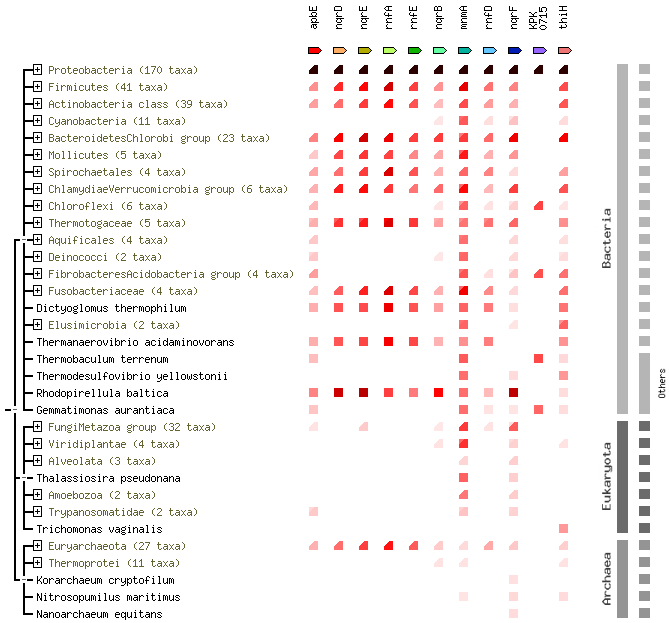 apbE nqrD nqrE rnfA rnfE nqrB mnmA rnfD nqrF KPK 0715 thiH
Proteobacteria (170 taxa)
Firmicutes (41 taxa)
Actinobacteria class (39 taxa)
Cyanobacteria (11 taxa)
BacteroidetesChlorobi group (23 taxa)
Mollicutes (5 taxa)
Spirochaetales (4 taxa)
ChlamydiaeVerrucomicrobia group (6 taxa)
Chloroflexi (6 taxa)
Thermotogaceae (5 taxa)
Aquificales (4 taxa)
Deinococci (2 taxa)
FibrobacteresAcidobacteria group (4 taxa)
Fusobacteriaceae (4 taxa)
Dictyoglomus thermophilum
Elusimicrobia (2 taxa)
Thermanaerovibrio acidaminovorans
Thermobaculum terrenum
Thermodesulfovibrio yellowstonii
Rhodopirellula baltica
Gemmatimonas aurantiaca
FungiMetazoa group (32 taxa)
Viridiplantae (4 taxa)
Alveolata (3 taxa)
Thalassiosira pseudonana
Amoebozoa (2 taxa)
Trypanosomatidae (2 taxa)
Trichomonas vaginalis
Euryarchaeota (27 taxa)
Thermoprotei (11 taxa)
Korarchaeum cryptofilum
Nitrosopumilus maritimus
Nanoarchaeum equitans
Bacteria
Eukaryota
Archaea
Others